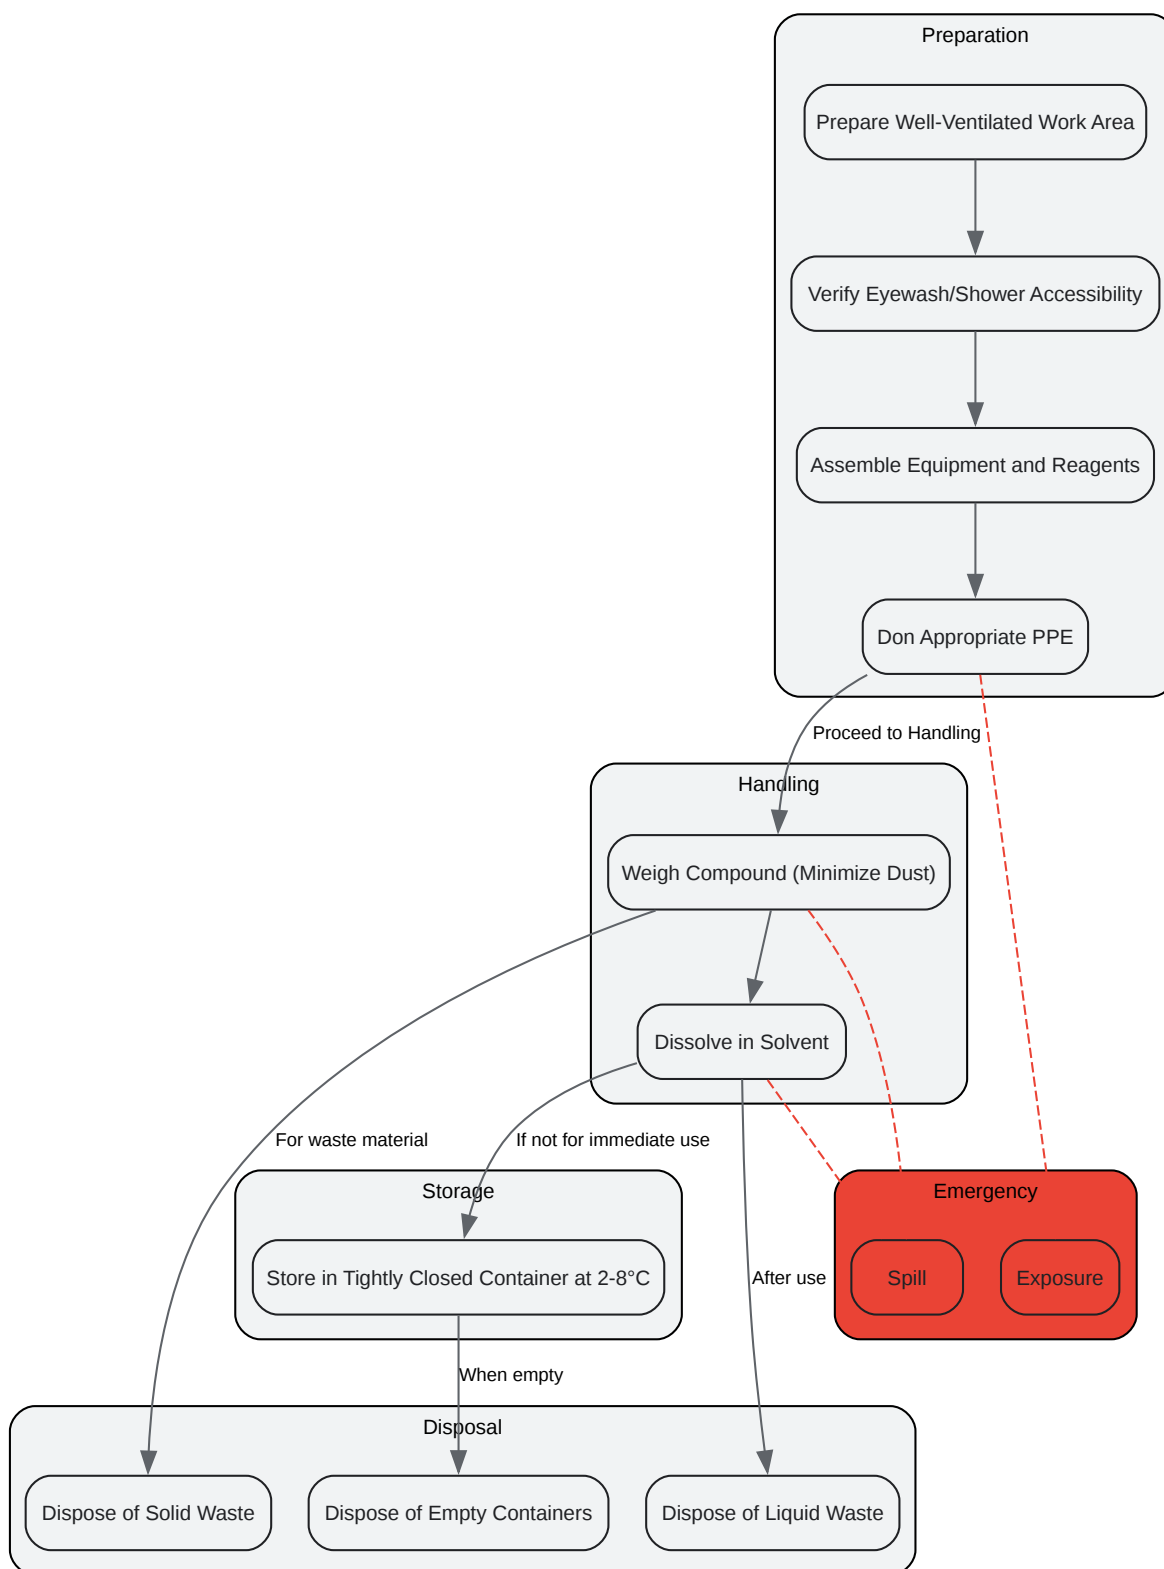 Preparation
Prepare Well-Ventilated Work Area
Verify Eyewash/Shower Accessibility
Assemble Equipment and Reagents
Don Appropriate PPE
Proceed to Handling
Handling
Weigh Compound (Minimize Dust)
Dissolve in Solvent
For waste material
If not for immediate use
Storage
Emergency
Store in Tightly Closed Container at 2-8°C
After use
Spill
Exposure
When empty
Disposal
Dispose of Solid Waste
Dispose of Empty Containers
Dispose of Liquid Waste